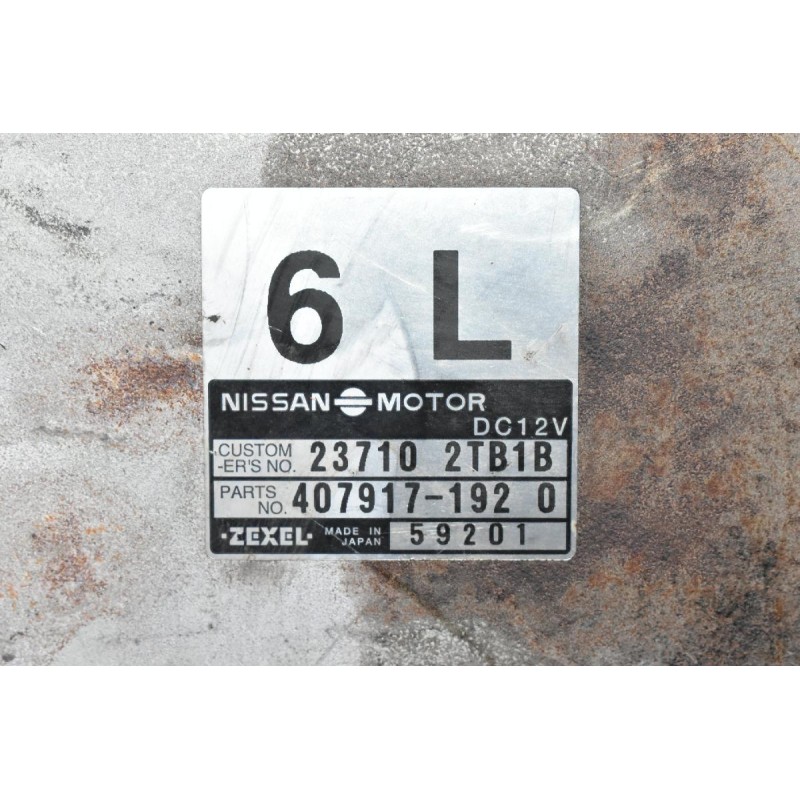 6 L
NISSAN MOTOR
DC12V
CUSTOM
-ER'S NO. 23710 2TB1B
PARTS
NO. 407917-192 0
·ZEXEL· MADE IN
JAPAN 59201